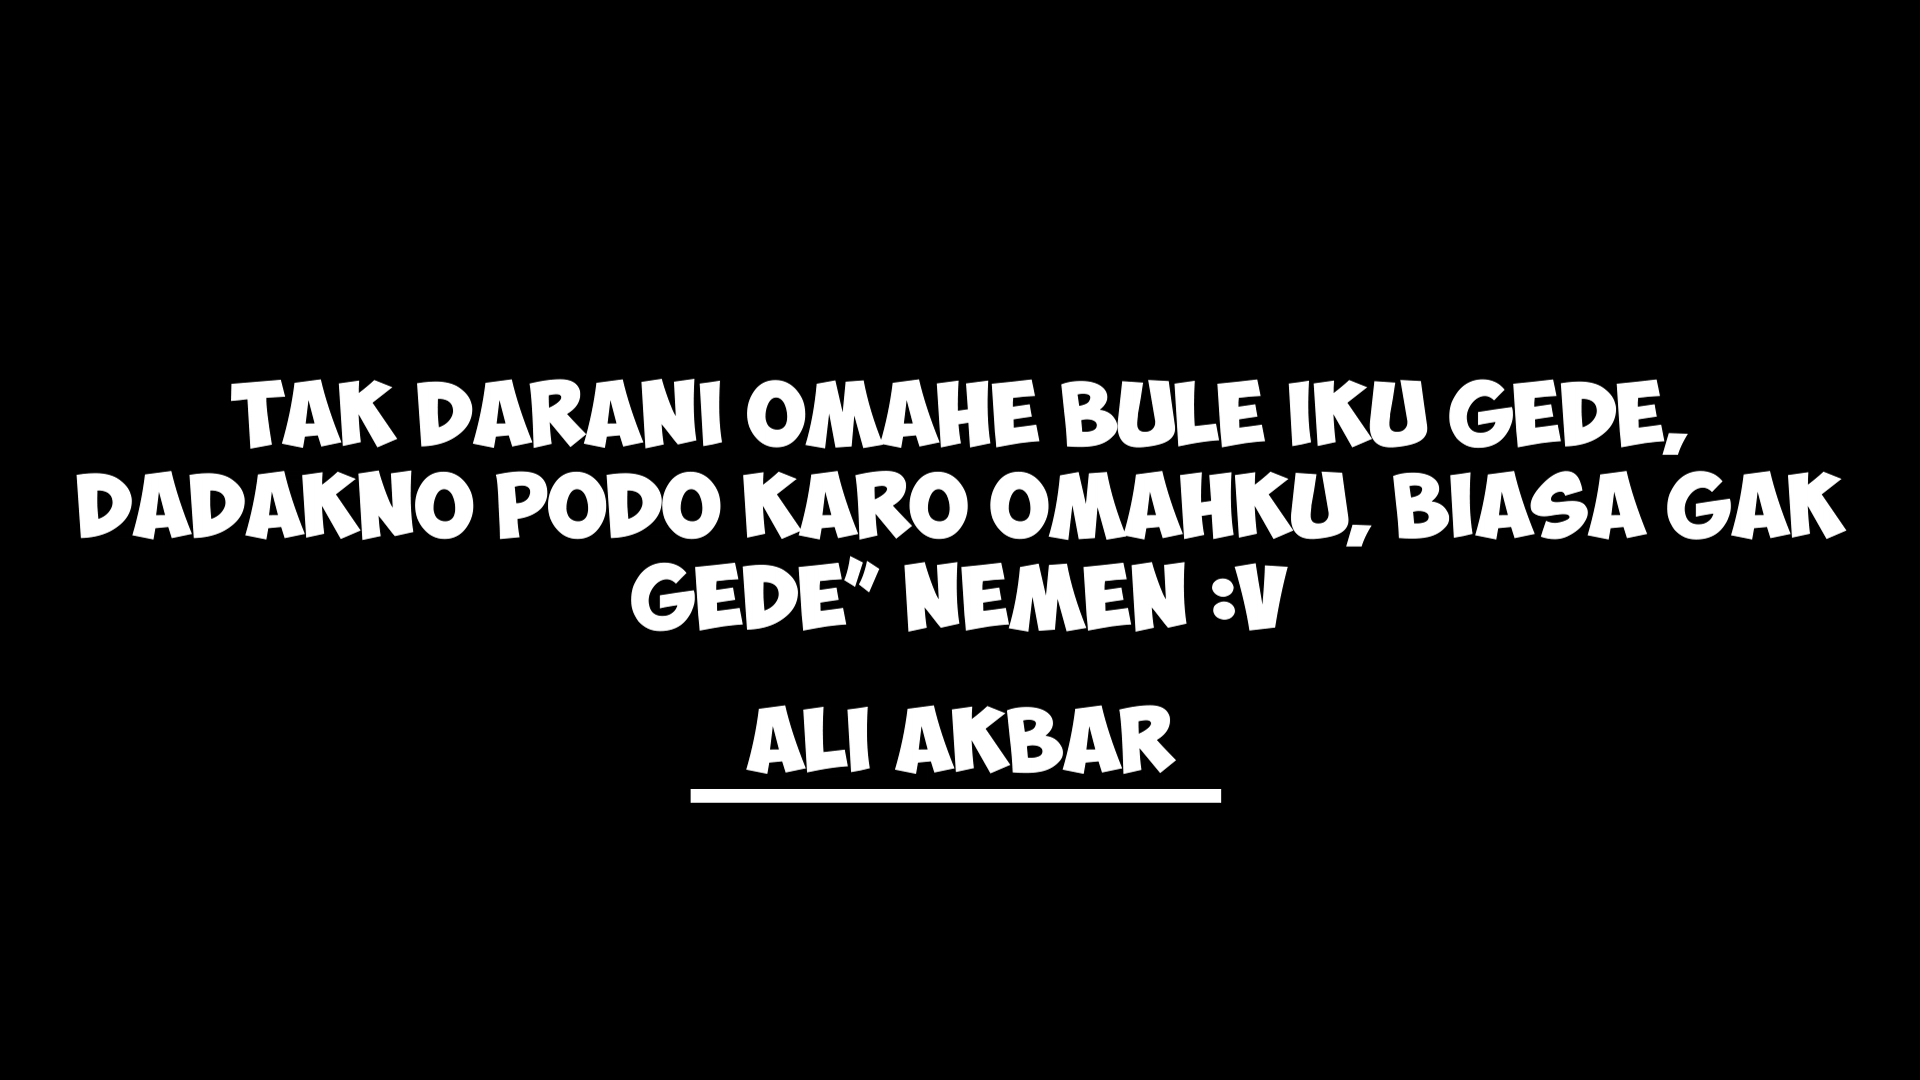 TAK DARANI OMAHE BULE IKU GEDE,
DADAKNO PODO KARO OMAHKU, BIASA GAK
GEDE" NEMEN :V
ALI AKBAR